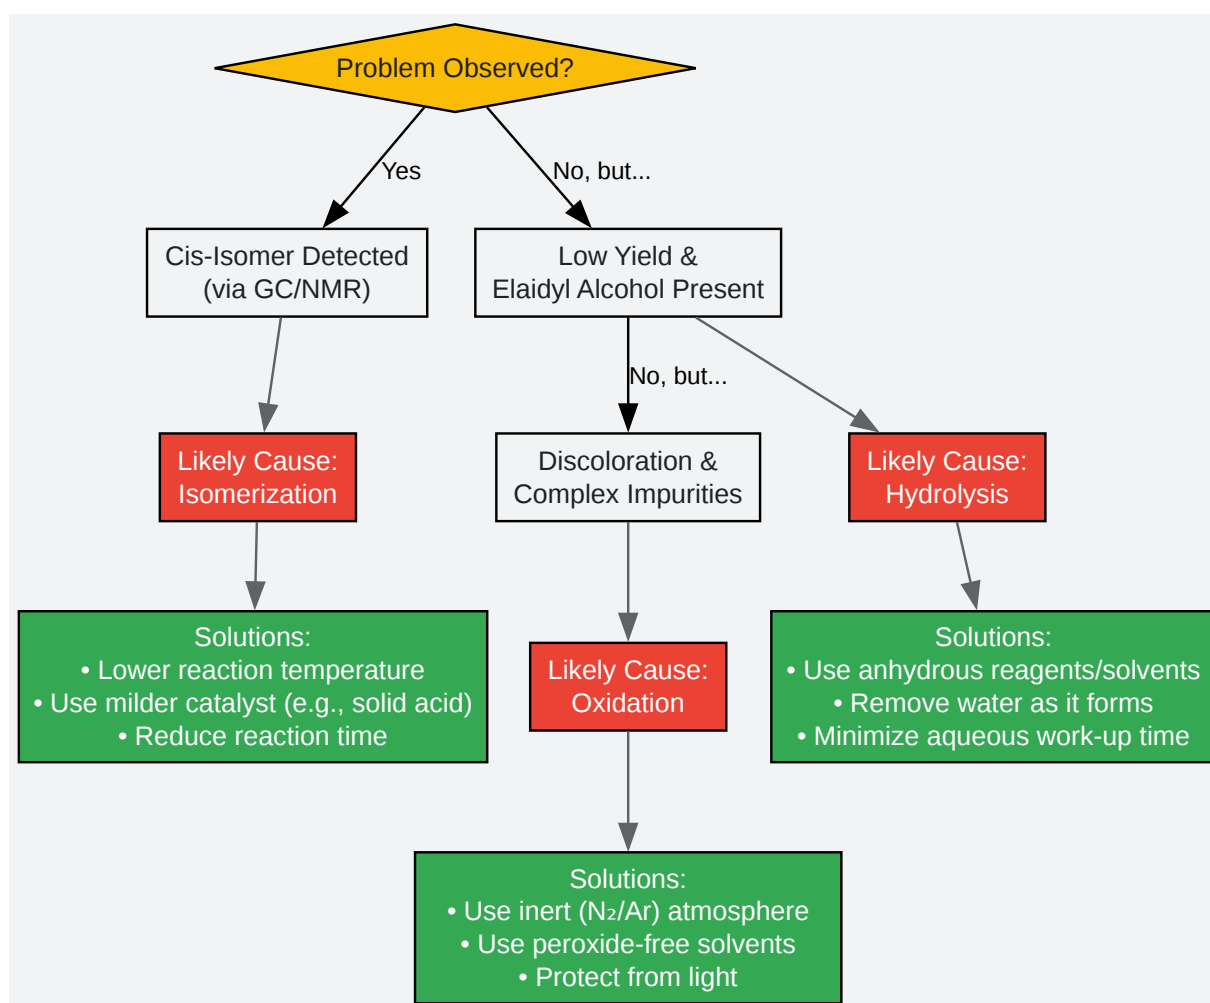 Problem Observed?
Yes
No, but...
Cis-Isomer Detected
(via GC/NMR)
Low Yield &
Elaidyl Alcohol Present
No, but...
Likely Cause:
Isomerization
Discoloration &
Complex Impurities
Likely Cause:
Hydrolysis
Solutions:
• Lower reaction temperature
• Use milder catalyst (e.g., solid acid)
• Reduce reaction time
Likely Cause:
Oxidation
Solutions:
• Use anhydrous reagents/solvents
• Remove water as it forms
• Minimize aqueous work-up time
Solutions:
• Use inert (N₂/Ar) atmosphere
• Use peroxide-free solvents
• Protect from light